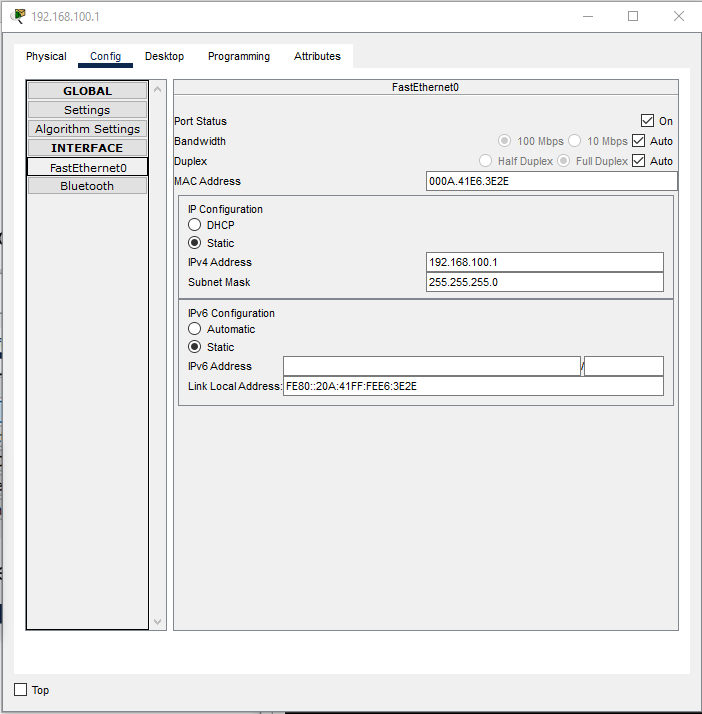 192.168.100.1
Physical Config Desktop Programming Attributes
GLOBAL
Settings
Algorithm Settings
INTERFACE
FastEthernet0
Bluetooth
FastEthernet0
Port Status On
Bandwidth 100 Mbps 10 Mbps Auto
Duplex Half Duplex Full Duplex Auto
MAC Address 000A.41E6.3E2E
IP Configuration
DHCP
Static
IPv4 Address 192.168.100.1
Subnet Mask 255.255.255.0
IPv6 Configuration
Automatic
Static
IPv6 Address /
Link Local Address: FE80::20A:41FF:FEE6:3E2E
Top